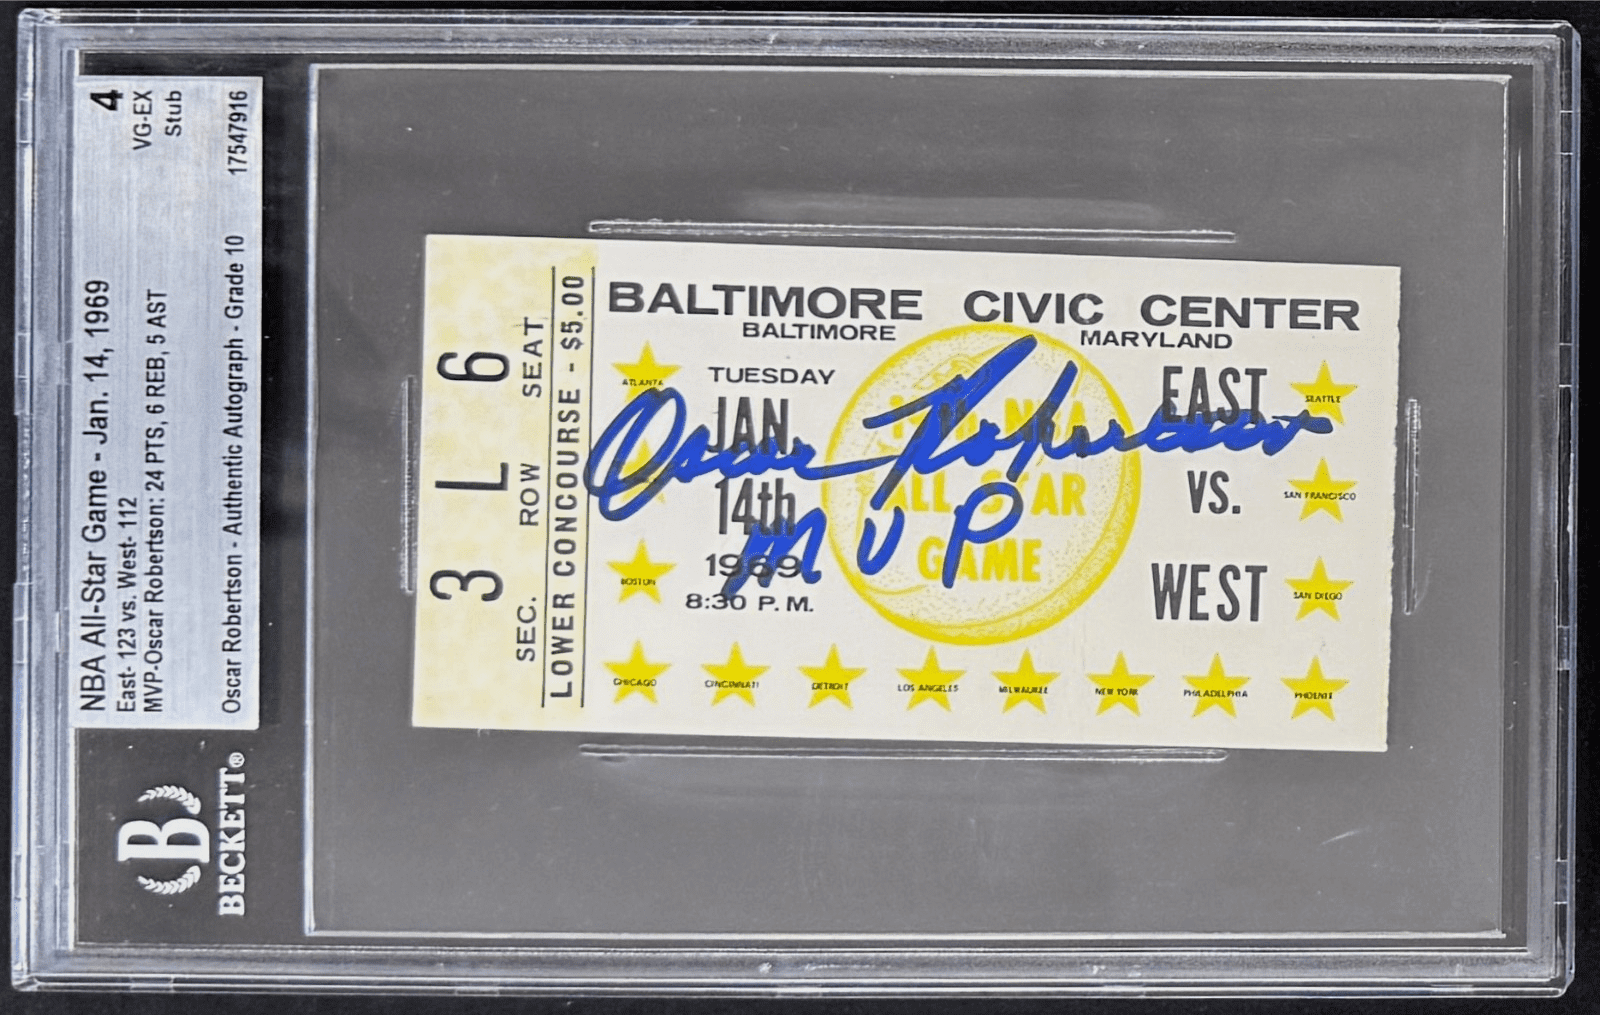 NBA All-Star Game - Jan. 14, 1969
East- 123 vs. West- 112
MVP-Oscar Robertson: 24 PTS, 6 REB, 5 AST
Oscar Robertson - Authentic Autograph - Grade 10
4
VG-EX
Stub
17547916
B
BECKETT®
3 L 6
SEC. ROW SEAT
LOWER CONCOURSE - $5.00
BALTIMORE CIVIC CENTER
BALTIMORE MARYLAND
TUESDAY
JAN.
14th
1969
8:30 P.M.
NBA
ALL STAR
GAME
EAST
VS.
WEST
Oscar Robertson
MVP
ATLANTA
BOSTON
CHICAGO
CINCINNATI
DETROIT
LOS ANGELES
MILWAUKEE
NEW YORK
PHILADELPHIA
PHOENIX
SAN DIEGO
SAN FRANCISCO
SEATTLE